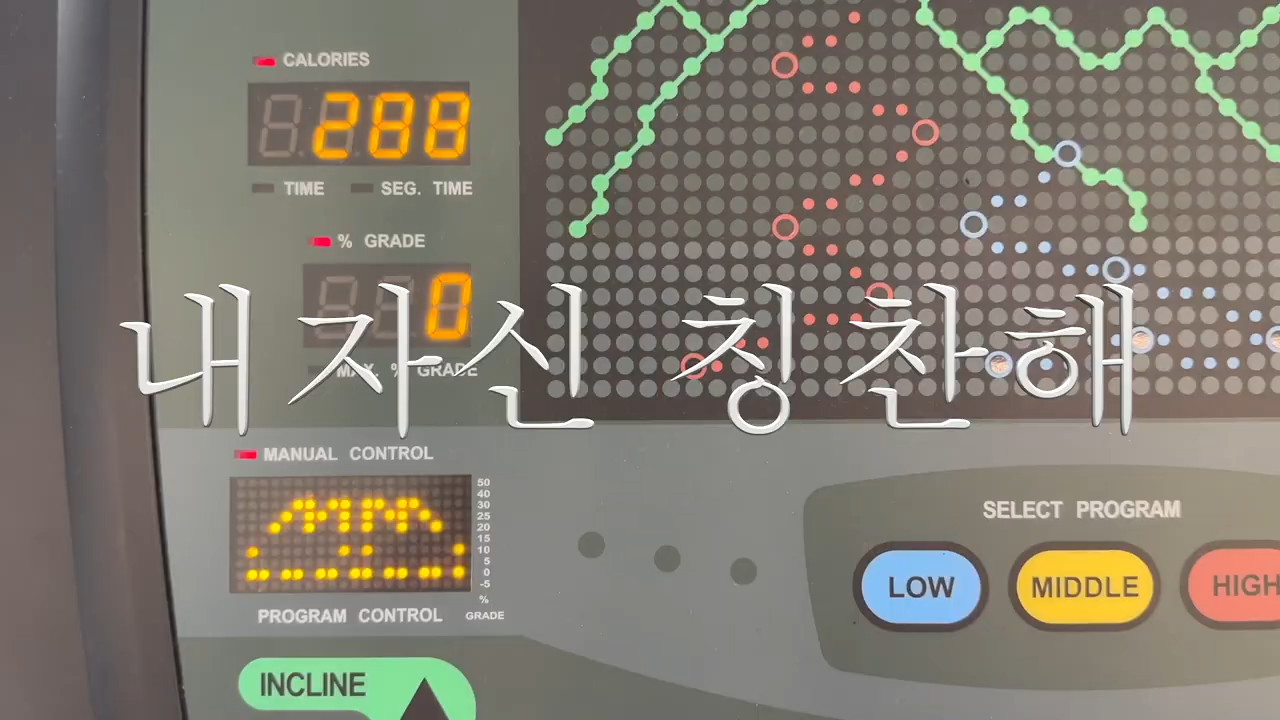 CALORIES
288
TIME SEG. TIME
% GRADE
0
MAX. % GRADE
내 자신 칭찬해
MANUAL CONTROL
50
40
30
25
20
15
10
5
0
-5
%
GRADE
PROGRAM CONTROL
SELECT PROGRAM
LOW MIDDLE HIGH
INCLINE